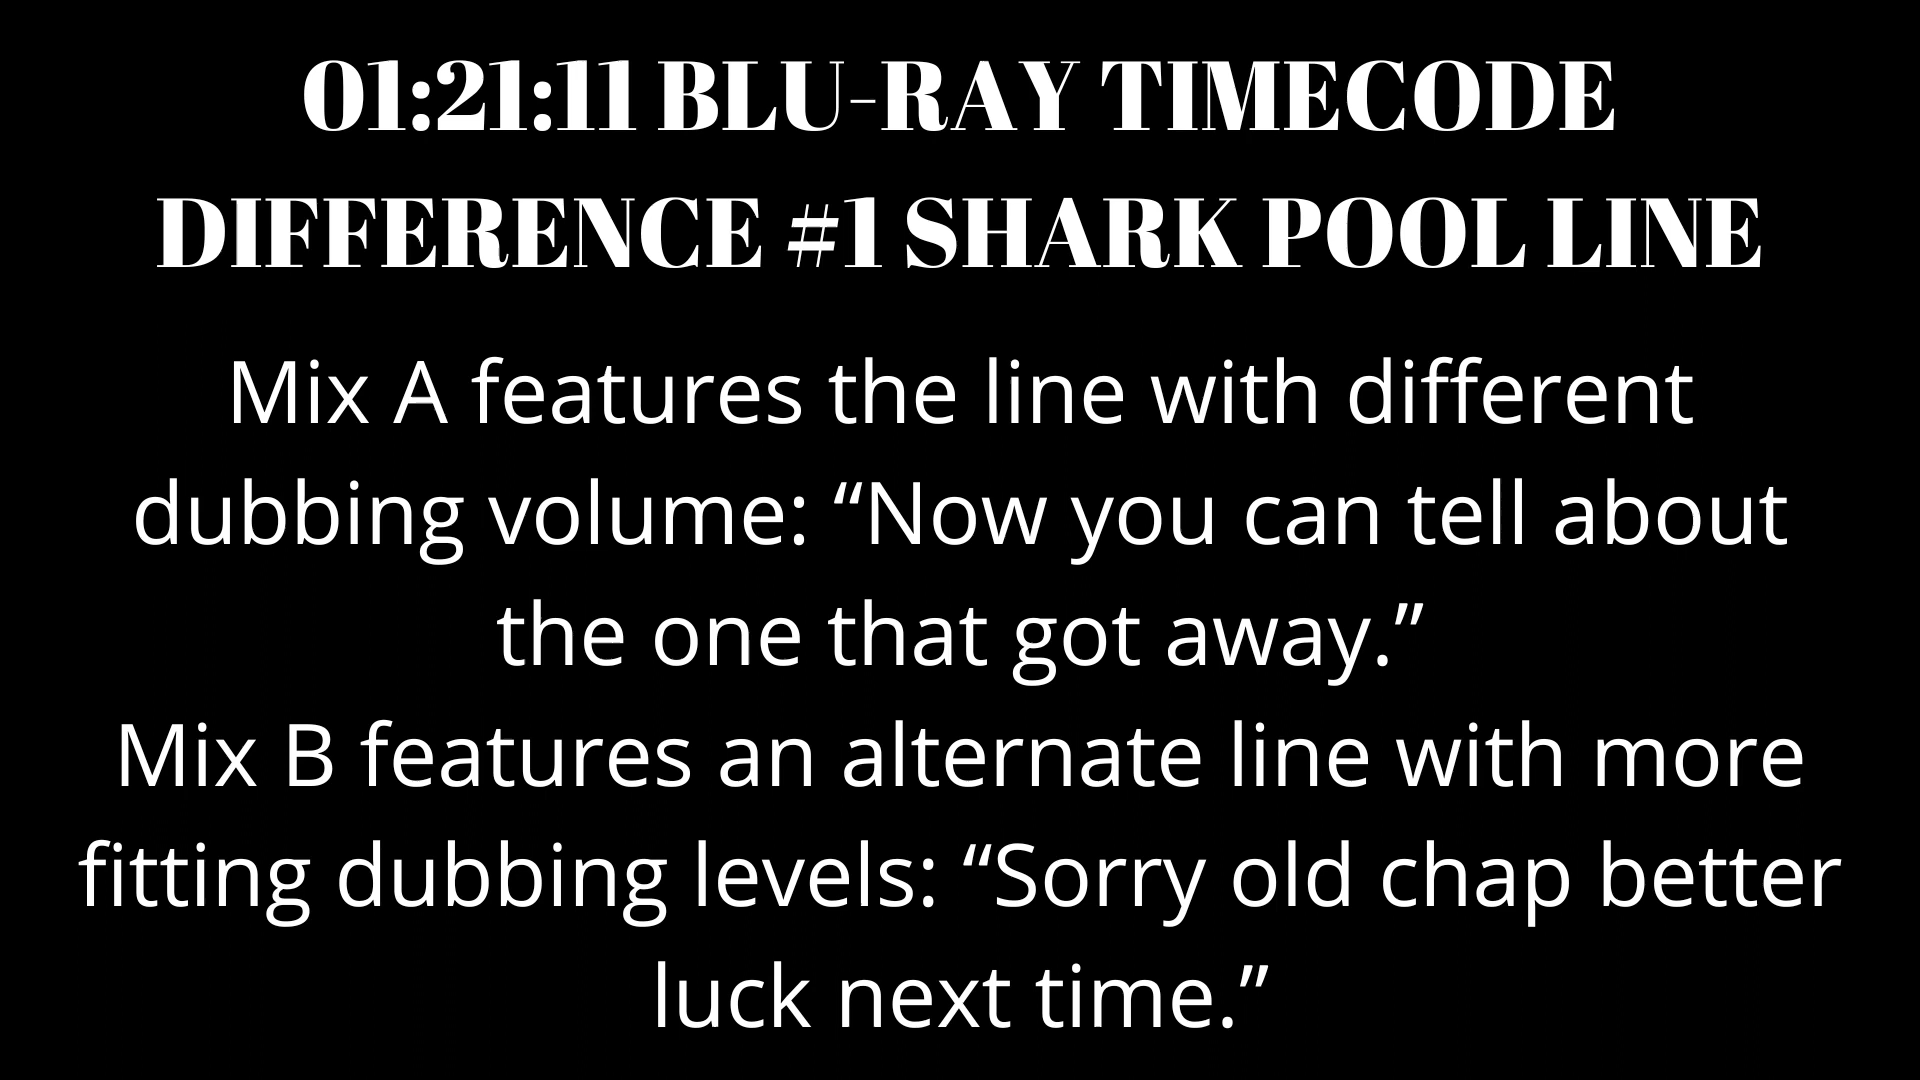 01:21:11 BLU-RAY TIMECODE
DIFFERENCE #1 SHARK POOL LINE
Mix A features the line with different
dubbing volume: “Now you can tell about
the one that got away.”
Mix B features an alternate line with more
fitting dubbing levels: “Sorry old chap better
luck next time.”